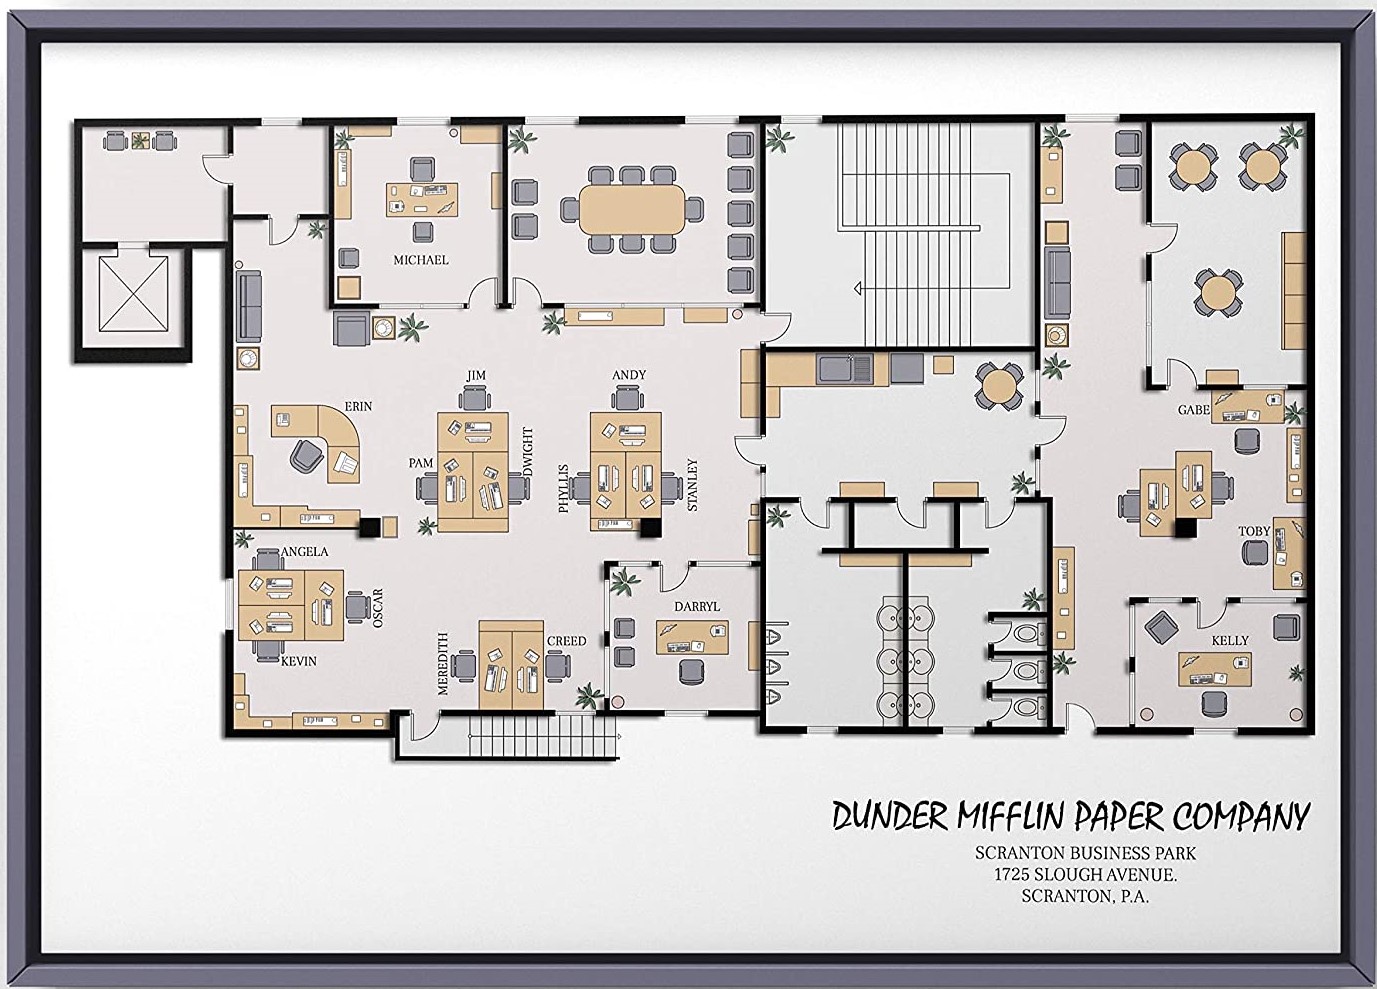 MICHAEL
JIM
ANDY
ERIN
GABE
PAM
DWIGHT
PHYLLIS
STANLEY
TOBY
ANGELA
OSCAR
KEVIN
DARRYL
MEREDITH
CREED
KELLY
DUNDER MIFFLIN PAPER COMPANY
SCRANTON BUSINESS PARK
1725 SLOUGH AVENUE.
SCRANTON, P.A.